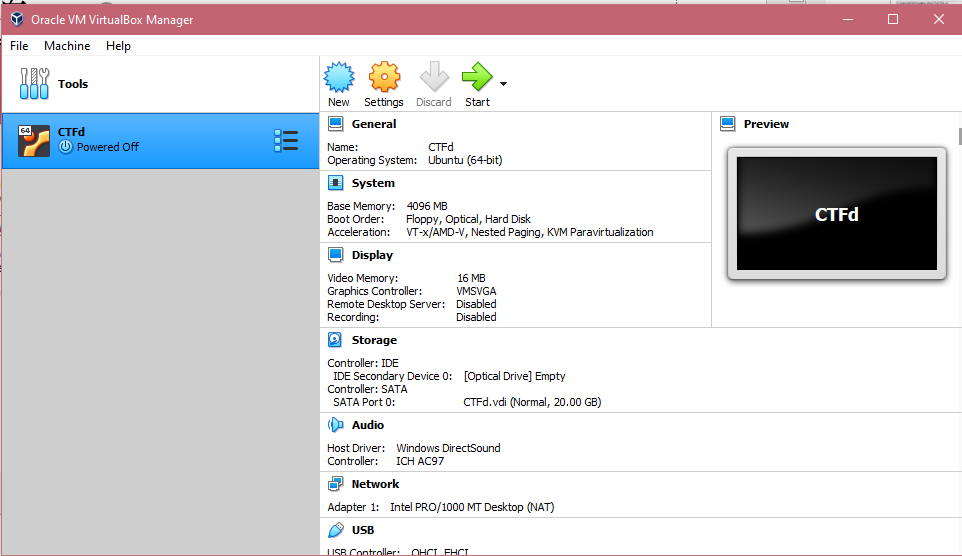 Oracle VM VirtualBox Manager
File Machine Help
Tools
New Settings Discard Start
64
CTFd
Powered Off
General
Name: CTFd
Operating System: Ubuntu (64-bit)
Preview
CTFd
System
Base Memory: 4096 MB
Boot Order: Floppy, Optical, Hard Disk
Acceleration: VT-x/AMD-V, Nested Paging, KVM Paravirtualization
Display
Video Memory: 16 MB
Graphics Controller: VMSVGA
Remote Desktop Server: Disabled
Recording: Disabled
Storage
Controller: IDE
IDE Secondary Device 0: [Optical Drive] Empty
Controller: SATA
SATA Port 0: CTFd.vdi (Normal, 20.00 GB)
Audio
Host Driver: Windows DirectSound
Controller: ICH AC97
Network
Adapter 1: Intel PRO/1000 MT Desktop (NAT)
USB
USB Controller: OHCI, EHCI